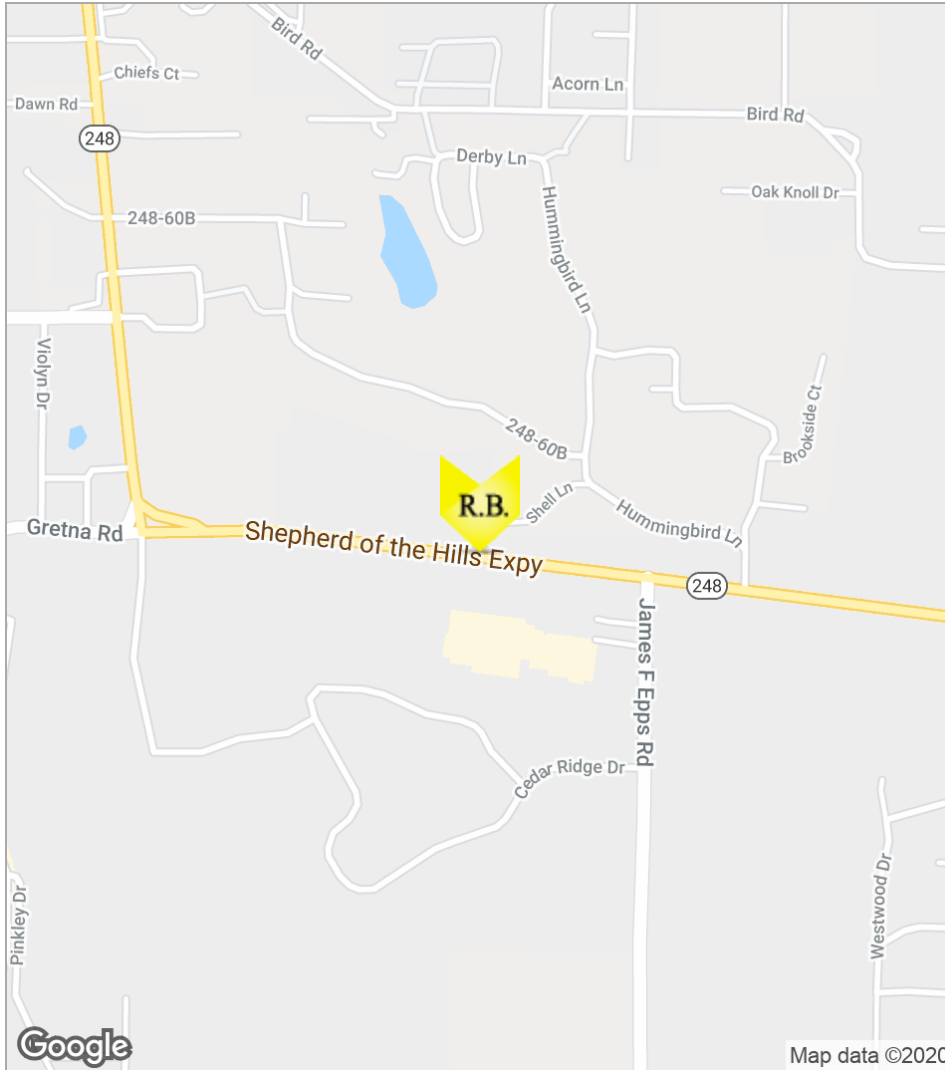 Bird Rd
Chiefs Ct
Acorn Ln
Dawn Rd
Bird Rd
248
Derby Ln
Oak Knoll Dr
248-60B
Hummingbird Ln
Violyn Dr
Brookside Ct
248-60B
R.B.
Shell Ln
Hummingbird Ln
Gretna Rd
Shepherd of the Hills Expy
248
James F Epps Rd
Cedar Ridge Dr
Westwood Dr
Pinkley Dr
Google
Map data ©2020